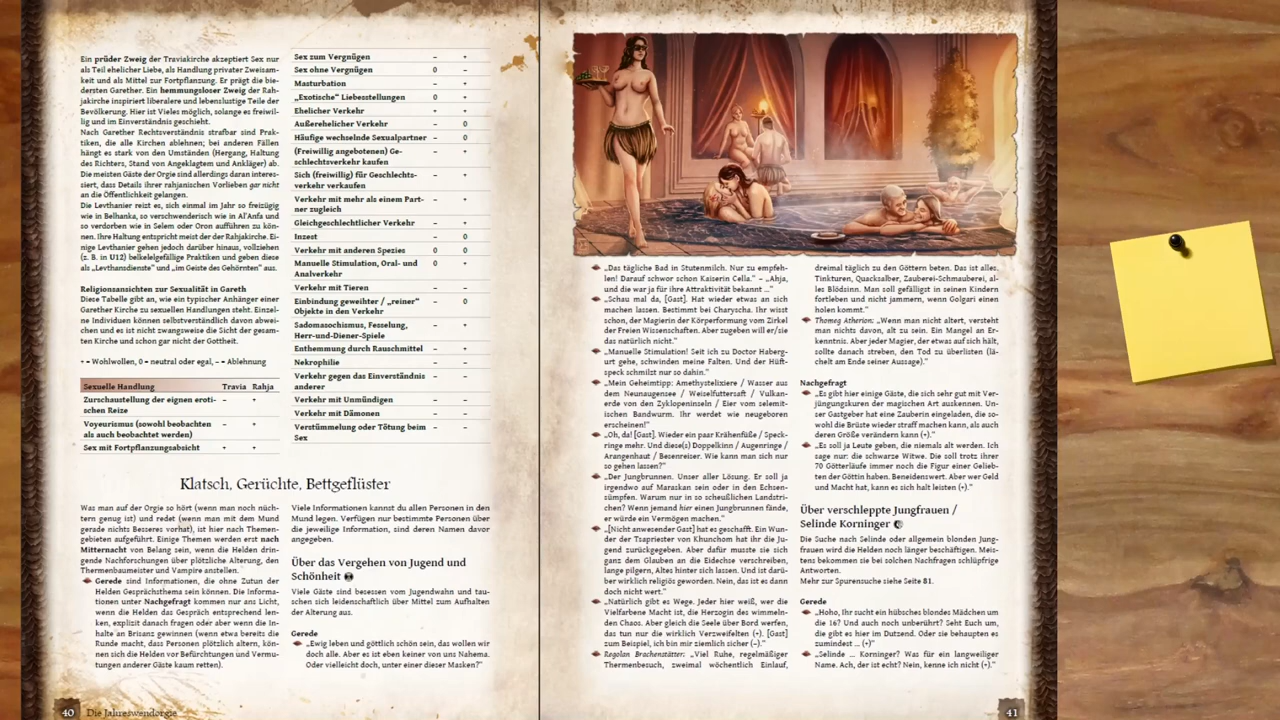 Ein prüder Zweig der Traviakirche akzeptiert Sex nur
als Teil ehelicher Liebe, als Handlung privater Zweisam-
keit und als Mittel zur Fortpflanzung. Er prägt die bie-
dersten Garether. Ein hemmungsloser Zweig der Rah-
jakirche inspiriert liberalere und lebenslustige Teile der
Bevölkerung. Hier ist Vieles möglich, solange es freiwil-
lig und im Einverständnis geschieht.
Nach Garether Rechtsverständnis strafbar sind Prak-
tiken, die alle Kirchen ablehnen; bei anderen Fällen
hängt es stark von den Umständen (Hergang, Haltung
des Richters, Stand von Angeklagtem und Ankläger) ab.
Die meisten Gäste der Orgie sind allerdings daran interes-
siert, dass Details ihrer rahjanischen Vorlieben gar nicht
an die Öffentlichkeit gelangen.
Die Levthanier reizt es, sich einmal im Jahr so freizügig
wie in Belhanka, so verschwenderisch wie in Al'Anfa und
so verdorben wie in Selem oder Oron aufführen zu kön-
nen. Ihre Haltung entspricht meist der der Rahjakirche. Ei-
nige Levthanier gehen jedoch darüber hinaus, vollziehen
(z. B. in U12) belkelelgefällige Praktiken und geben diese
als „Levthansdienste“ und „im Geiste des Gehörnten“ aus.
Religionsansichten zur Sexualität in Gareth
Diese Tabelle gibt an, wie ein typischer Anhänger einer
Garether Kirche zu sexuellen Handlungen steht. Einzel-
ne Individuen können selbstverständlich davon abwei-
chen und es ist nicht zwangsweise die Sicht der gesam-
ten Kirche und schon gar nicht der Gottheit.
+ = Wohlwollen, 0 = neutral oder egal, – = Ablehnung
Sexuelle Handlung Travia Rahja
Zurschaustellung der eigenen eroti- – +
schen Reize
Voyeurismus (sowohl beobachten – +
als auch beobachtet werden)
Sex mit Fortpflanzungsabsicht + +
Sex zum Vergnügen – +
Sex ohne Vergnügen 0 –
Masturbation – +
„Exotische“ Liebesstellungen 0 +
Ehelicher Verkehr + +
Außerehelicher Verkehr – 0
Häufige wechselnde Sexualpartner – 0
(Freiwillig angebotenen) Ge- – +
schlechtsverkehr kaufen
Sich (freiwillig) für Geschlechts- – +
verkehr verkaufen
Verkehr mit mehr als einem Part- – +
ner zugleich
Gleichgeschlechtlicher Verkehr – +
Inzest – 0
Verkehr mit anderen Spezies 0 0
Manuelle Stimulation, Oral- und 0 +
Analverkehr
Verkehr mit Tieren – –
Einbindung geweihter / „reiner“ – 0
Objekte in den Verkehr
Sadomasochismus, Fesselung, – +
Herr-und-Diener-Spiele
Enthemmung durch Rauschmittel – +
Nekrophilie – –
Verkehr gegen das Einverständnis – –
anderer
Verkehr mit Unmündigen – –
Verkehr mit Dämonen – –
Verstümmelung oder Tötung beim – –
Sex
Klatsch, Gerüchte, Bettgeflüster
Was man auf der Orgie so hört (wenn man noch nüch-
tern genug ist) und redet (wenn man mit dem Mund
gerade nichts Besseres vorhat), ist hier nach Themen-
gebieten aufgeführt. Einige Themen werden erst nach
Mitternacht von Belang sein, wenn die Helden drin-
gende Nachforschungen über plötzliche Alterung, den
Thermenbaumeister und Vampire anstellen.
Gerede sind Informationen, die ohne Zutun der
Helden Gesprächsthema sein können. Die Informa-
tionen unter Nachgefragt kommen nur ans Licht,
wenn die Helden das Gespräch entsprechend len-
ken, explizit danach fragen oder aber wenn die In-
halte an Brisanz gewinnen (wenn etwa bereits die
Runde macht, dass Personen plötzlich altern, kön-
nen sich die Helden vor Befürchtungen und Vermu-
tungen anderer Gäste kaum retten).
Viele Informationen kannst du allen Personen in den
Mund legen. Verfügen nur bestimmte Personen über
die jeweilige Information, sind deren Namen davor
angegeben.
Über das Vergehen von Jugend und
Schönheit
Viele Gäste sind besessen vom Jugendwahn und tau-
schen sich leidenschaftlich über Mittel zum Aufhalten
der Alterung aus.
Gerede
„Ewig leben und göttlich schön sein, das wollen wir
doch alle. Aber es ist eben keiner von uns Nahema.
Oder vielleicht doch, unter einer dieser Masken?“
40 Die Jahreswendorgie
„Das tägliche Bad in Stutenmilch. Nur zu empfeh-
len! Darauf schwor schon Kaiserin Cella.“ – „Ahja,
und die war ja für ihre Attraktivität bekannt ...“
„Schau mal da, [Gast]. Hat wieder etwas an sich
machen lassen. Bestimmt bei Charyscha. Ihr wisst
schon, der Magierin der Körperformung vom Zirkel
der Freien Wissenschaften. Aber zugeben will er/sie
das natürlich nicht.“
„Manuelle Stimulation! Seit ich zu Doctor Haberg-
urt gehe, schwinden meine Falten. Und der Hüft-
speck schmilzt nur so dahin.“
„Mein Geheimtipp: Amethystelixiere / Wasser aus
dem Neunaugensee / Weiselfuttersaft / Vulkan-
erde von den Zyklopeninseln / Eier vom selemit-
ischen Bandwurm. Ihr werdet wie neugeboren
erscheinen!“
„Oh, da! [Gast]. Wieder ein paar Krähenfüße / Speck-
ringe mehr. Und diese(s) Doppelkinn / Augenringe /
Arangenhaut / Besenreiser. Wie kann man sich nur
so gehen lassen?“
„Der Jungbrunnen. Unser aller Lösung. Er soll ja
irgendwo auf Maraskan sein oder in den Echsen-
sümpfen. Warum nur in so scheußlichen Landstri-
chen? Wenn jemand hier einen Jungbrunnen fände,
er würde ein Vermögen machen.“
„[Nicht anwesender Gast] hat es geschafft. Ein Wun-
der der Tsapriester von Khunchom hat ihr die Ju-
gend zurückgegeben. Aber dafür musste sie sich
ganz dem Glauben an die Eidechse verschreiben,
lange pilgern, Altes hinter sich lassen. Und ist darü-
ber wirklich religiös geworden. Nein, das ist es dann
doch nicht wert.“
„Natürlich gibt es Wege. Jeder hier weiß, wer die
Vielfarbene Macht ist, die Herzogin des wimmeln-
den Chaos. Aber gleich die Seele über Bord werfen,
das tun nur die wirklich Verzweifelten (+). [Gast]
zum Beispiel, ich bin mir ziemlich sicher (–).“
Regolan Brachenstätter: „Viel Ruhe, regelmäßiger
Thermenbesuch, zweimal wöchentlich Einlauf,
dreimal täglich zu den Göttern beten. Das ist alles.
Tinkturen, Quacksalber, Zauberei-Schmauberei, al-
les Blödsinn. Man soll gefälligst in seinen Kindern
fortleben und nicht jammern, wenn Golgari einen
holen kommt.“
Thomeg Atherion: „Wenn man nicht altert, versteht
man nichts davon, alt zu sein. Ein Mangel an Er-
kenntnis. Aber jeder Magier, der etwas auf sich hält,
sollte danach streben, den Tod zu überlisten (lä-
chelt am Ende seiner Aussage).“
Nachgefragt
„Es gibt hier einige Gäste, die sich sehr gut mit Ver-
jüngungskuren der magischen Art auskennen. Un-
ser Gastgeber hat eine Zauberin eingeladen, die so-
wohl die Brüste wieder straff machen kann, als auch
deren Größe verändern kann (+).“
„Es soll ja Leute geben, die niemals alt werden. Ich
sage nur: die schwarze Witwe. Die soll trotz ihrer
70 Götterläufe immer noch die Figur einer Gelieb-
ten der Göttin haben. Beneidenswert. Aber wer Geld
und Macht hat, kann es sich halt leisten (+).“
Über verschleppte Jungfrauen /
Selinde Korninger
Die Suche nach Selinde oder allgemein blonden Jung-
frauen wird die Helden noch länger beschäftigen. Meis-
tens bekommen sie bei solchen Nachfragen schlüpfrige
Antworten.
Mehr zur Spurensuche siehe Seite 81.
Gerede
„Hoho, Ihr sucht ein hübsches blondes Mädchen um
die 16? Und auch noch unberührt? Seht Euch um,
die gibt es hier im Dutzend. Oder sie behaupten es
zumindest ... (+)“
„Selinde ... Korninger? Was für ein langweiliger
Name. Ach, der ist echt? Nein, kenne ich nicht (+).“
41